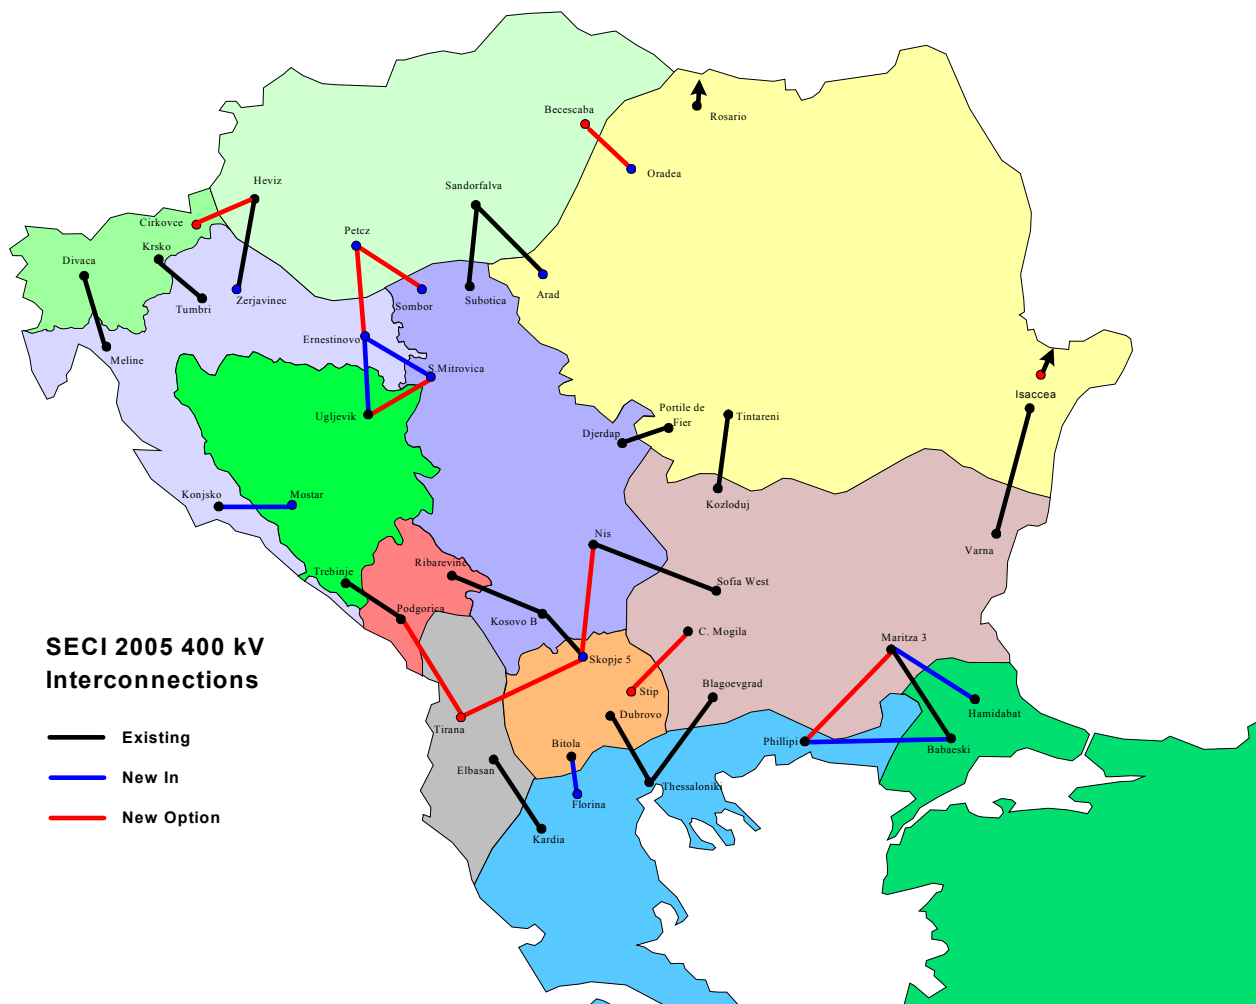 Becescaba
Rosario
Oradea
Heviz
Sandorfalva
Cirkovce
Petcz
Krsko
Divaca
Zerjavinec
Sombor
Subotica
Arad
Tumbri
Ernestinovo
Meline
S.Mitrovica
Isaccea
Ugljevik
Portile de
Fier
Tintareni
Djerdap
Konjsko
Mostar
Kozloduj
Nis
Varna
Ribarevine
Trebinje
Sofia West
Podgorica
Kosovo B
C. Mogila
Maritza 3
SECI 2005 400 kV
Interconnections
Skopje 5
Stip
Blagoevgrad
Hamidabat
Dubrovo
Tirana
Existing
Phillipi
Babaeski
Bitola
Elbasan
New In
Thessaloniki
Florina
New Option
Kardia